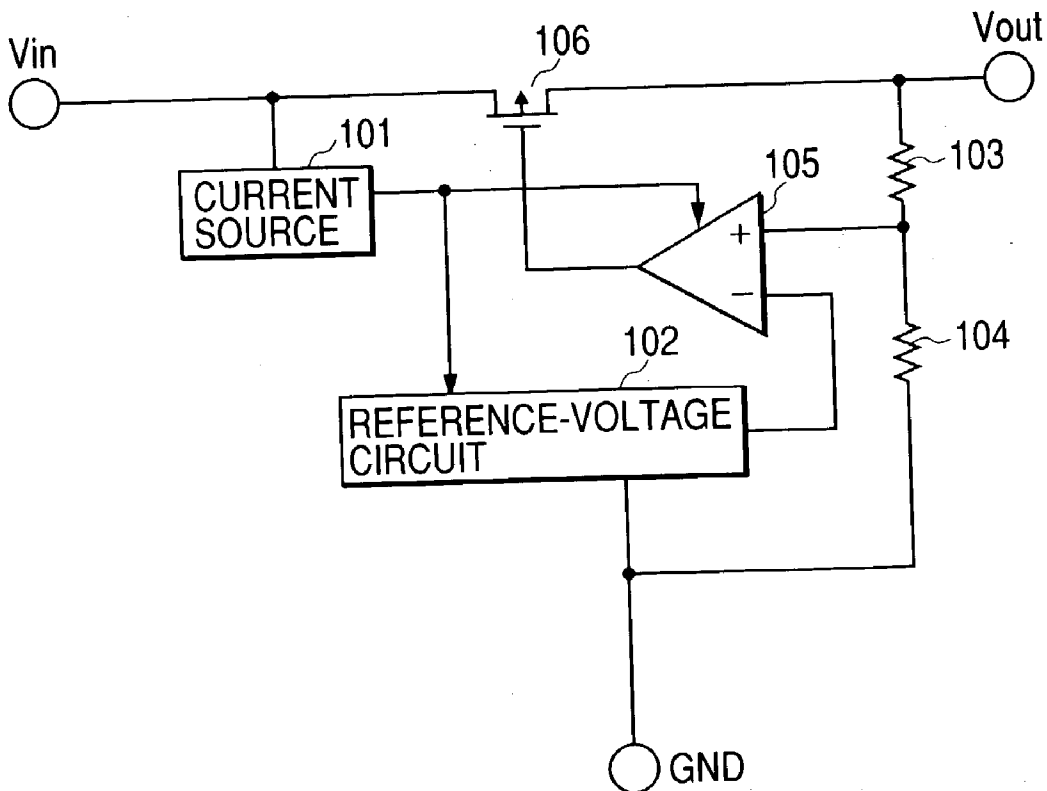 Vin
106
Vout
101
CURRENT
SOURCE
103
105
+
−
104
102
REFERENCE-VOLTAGE
CIRCUIT
GND